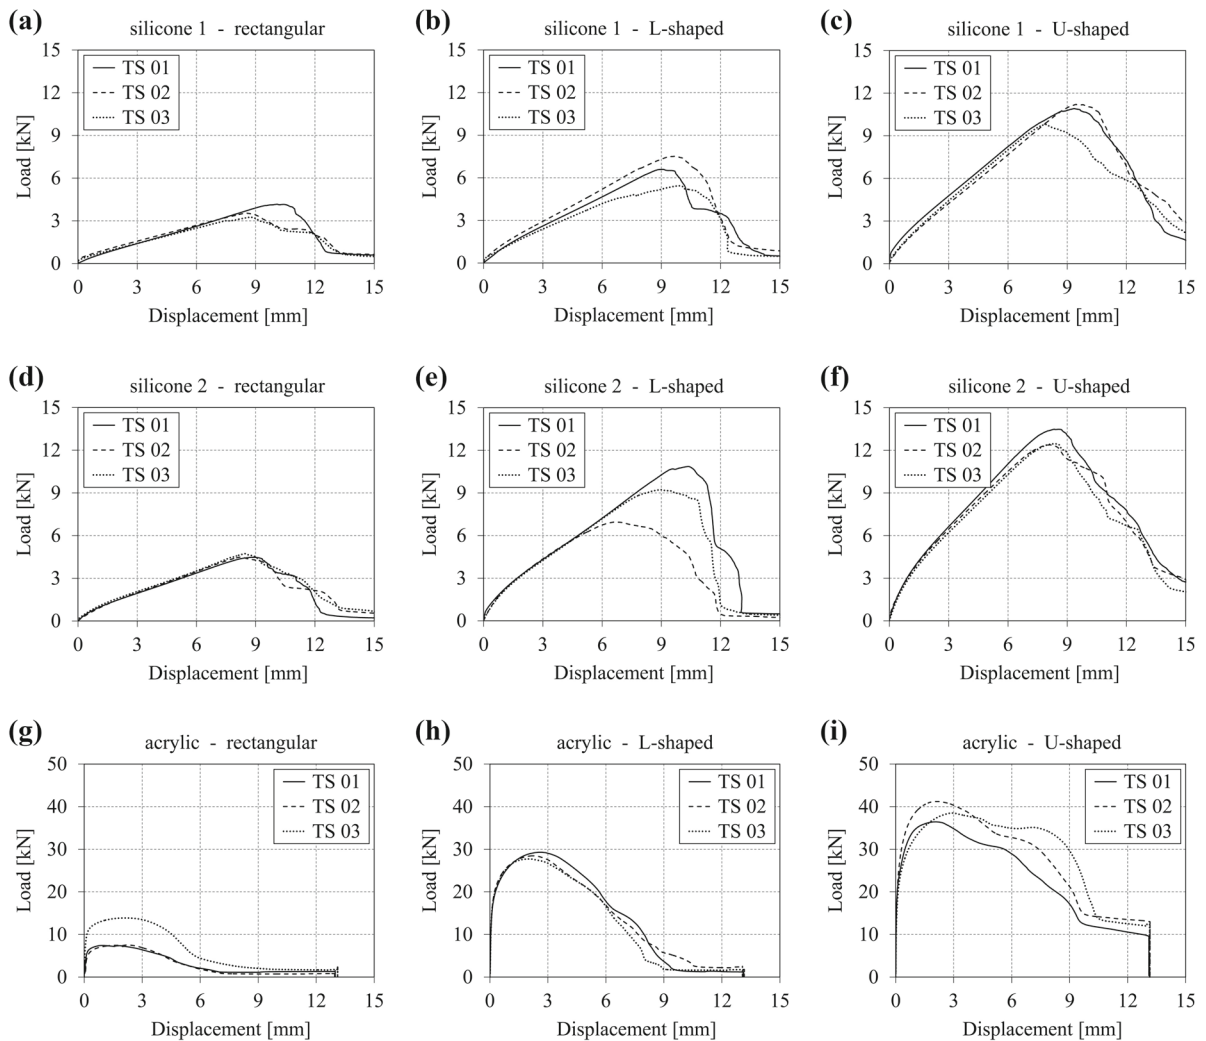 (a) silicone 1 - rectangular
15
12
9
6
3
0
Load [kN]
TS 01
TS 02
TS 03
0 3 6 9 12 15
Displacement [mm]
(b) silicone 1 - L-shaped
15
12
9
6
3
0
Load [kN]
TS 01
TS 02
TS 03
0 3 6 9 12 15
Displacement [mm]
(c) silicone 1 - U-shaped
15
12
9
6
3
0
Load [kN]
TS 01
TS 02
TS 03
0 3 6 9 12 15
Displacement [mm]
(d) silicone 2 - rectangular
15
12
9
6
3
0
Load [kN]
TS 01
TS 02
TS 03
0 3 6 9 12 15
Displacement [mm]
(e) silicone 2 - L-shaped
15
12
9
6
3
0
Load [kN]
TS 01
TS 02
TS 03
0 3 6 9 12 15
Displacement [mm]
(f) silicone 2 - U-shaped
15
12
9
6
3
0
Load [kN]
TS 01
TS 02
TS 03
0 3 6 9 12 15
Displacement [mm]
(g) acrylic - rectangular
50
40
30
20
10
0
Load [kN]
TS 01
TS 02
TS 03
0 3 6 9 12 15
Displacement [mm]
(h) acrylic - L-shaped
50
40
30
20
10
0
Load [kN]
TS 01
TS 02
TS 03
0 3 6 9 12 15
Displacement [mm]
(i) acrylic - U-shaped
50
40
30
20
10
0
Load [kN]
TS 01
TS 02
TS 03
0 3 6 9 12 15
Displacement [mm]